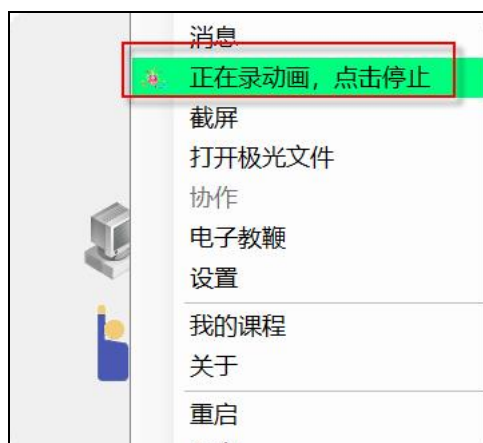 消息
正在录动画，点击停止
截屏
打开极光文件
协作
电子教鞭
设置
我的课程
关于
重启